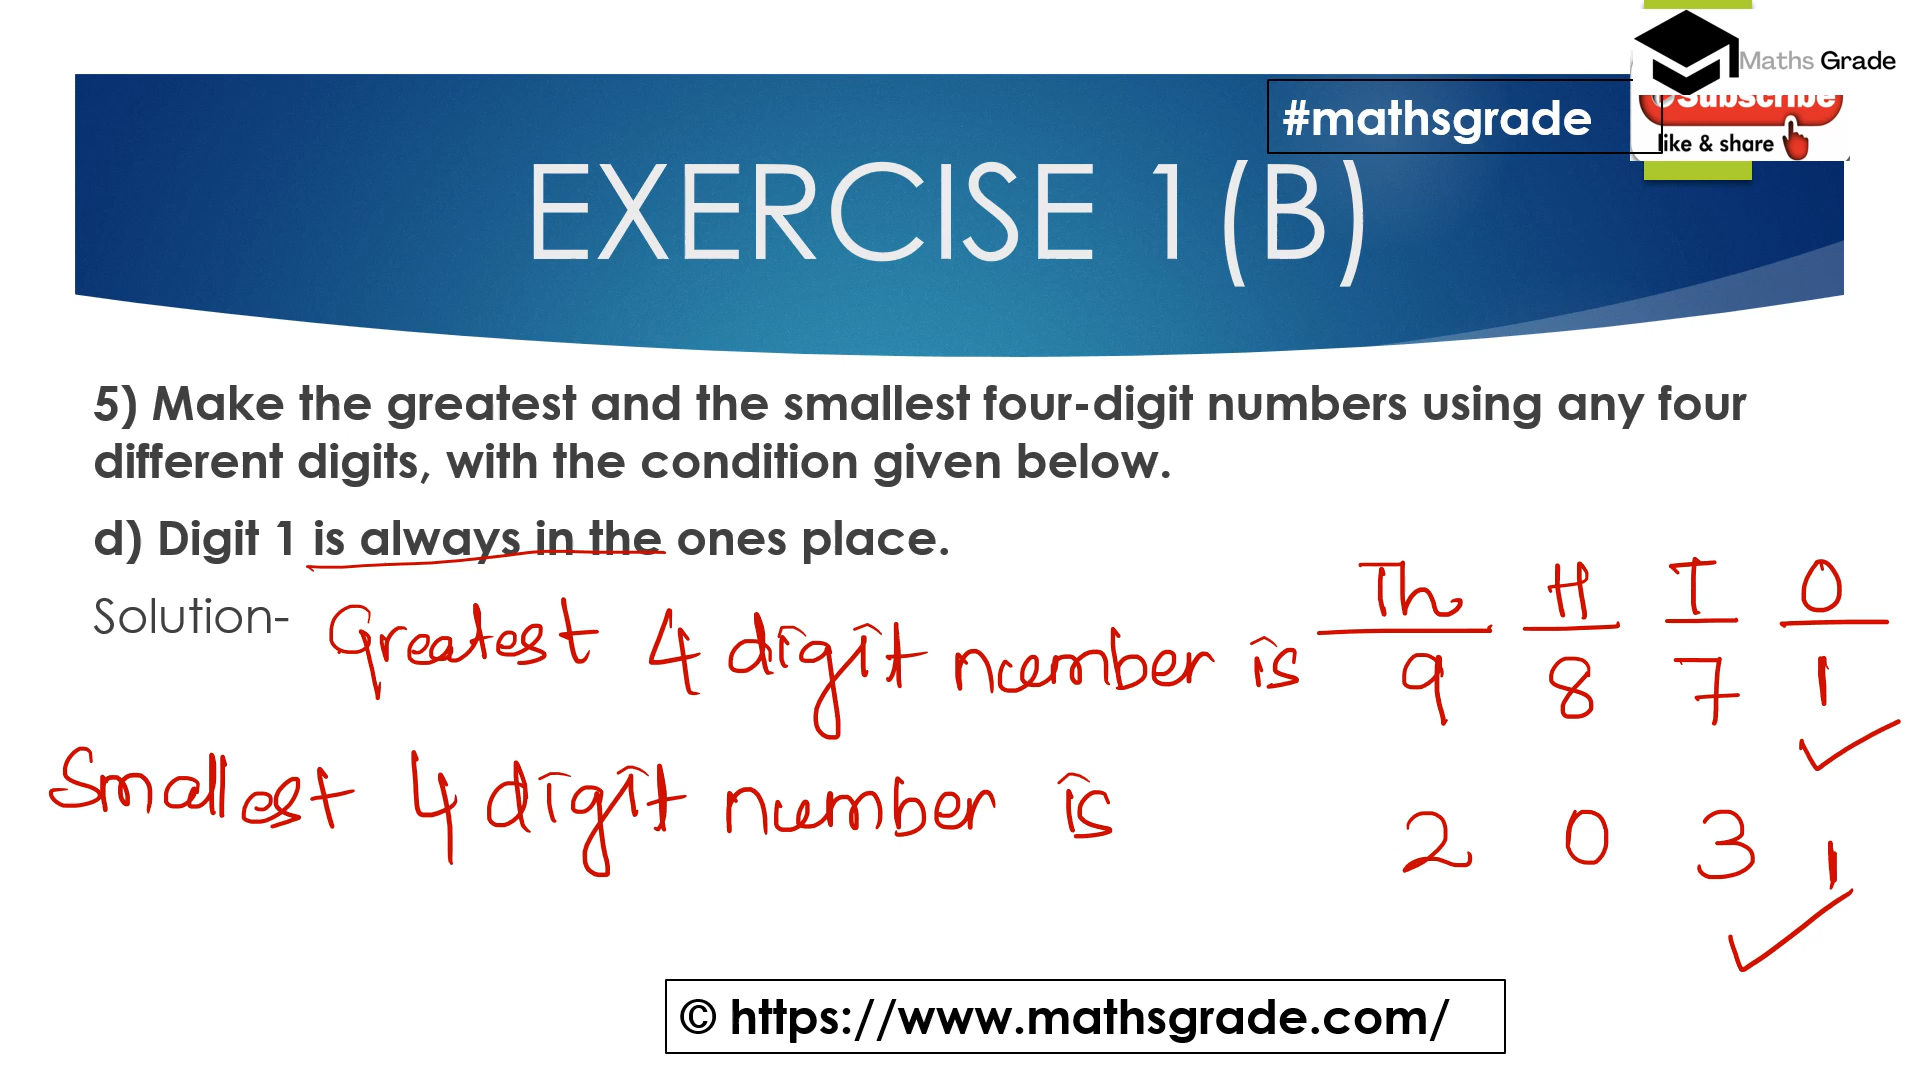 Maths Grade
#mathsgrade
Subscribe
like & share
EXERCISE 1(B)
5) Make the greatest and the smallest four-digit numbers using any four
different digits, with the condition given below.
d) Digit 1 is always in the ones place.
Th H T O
Solution- Greatest 4 digit number is 9 8 7 1
Smallest 4 digit number is 2 0 3 1
© https://www.mathsgrade.com/